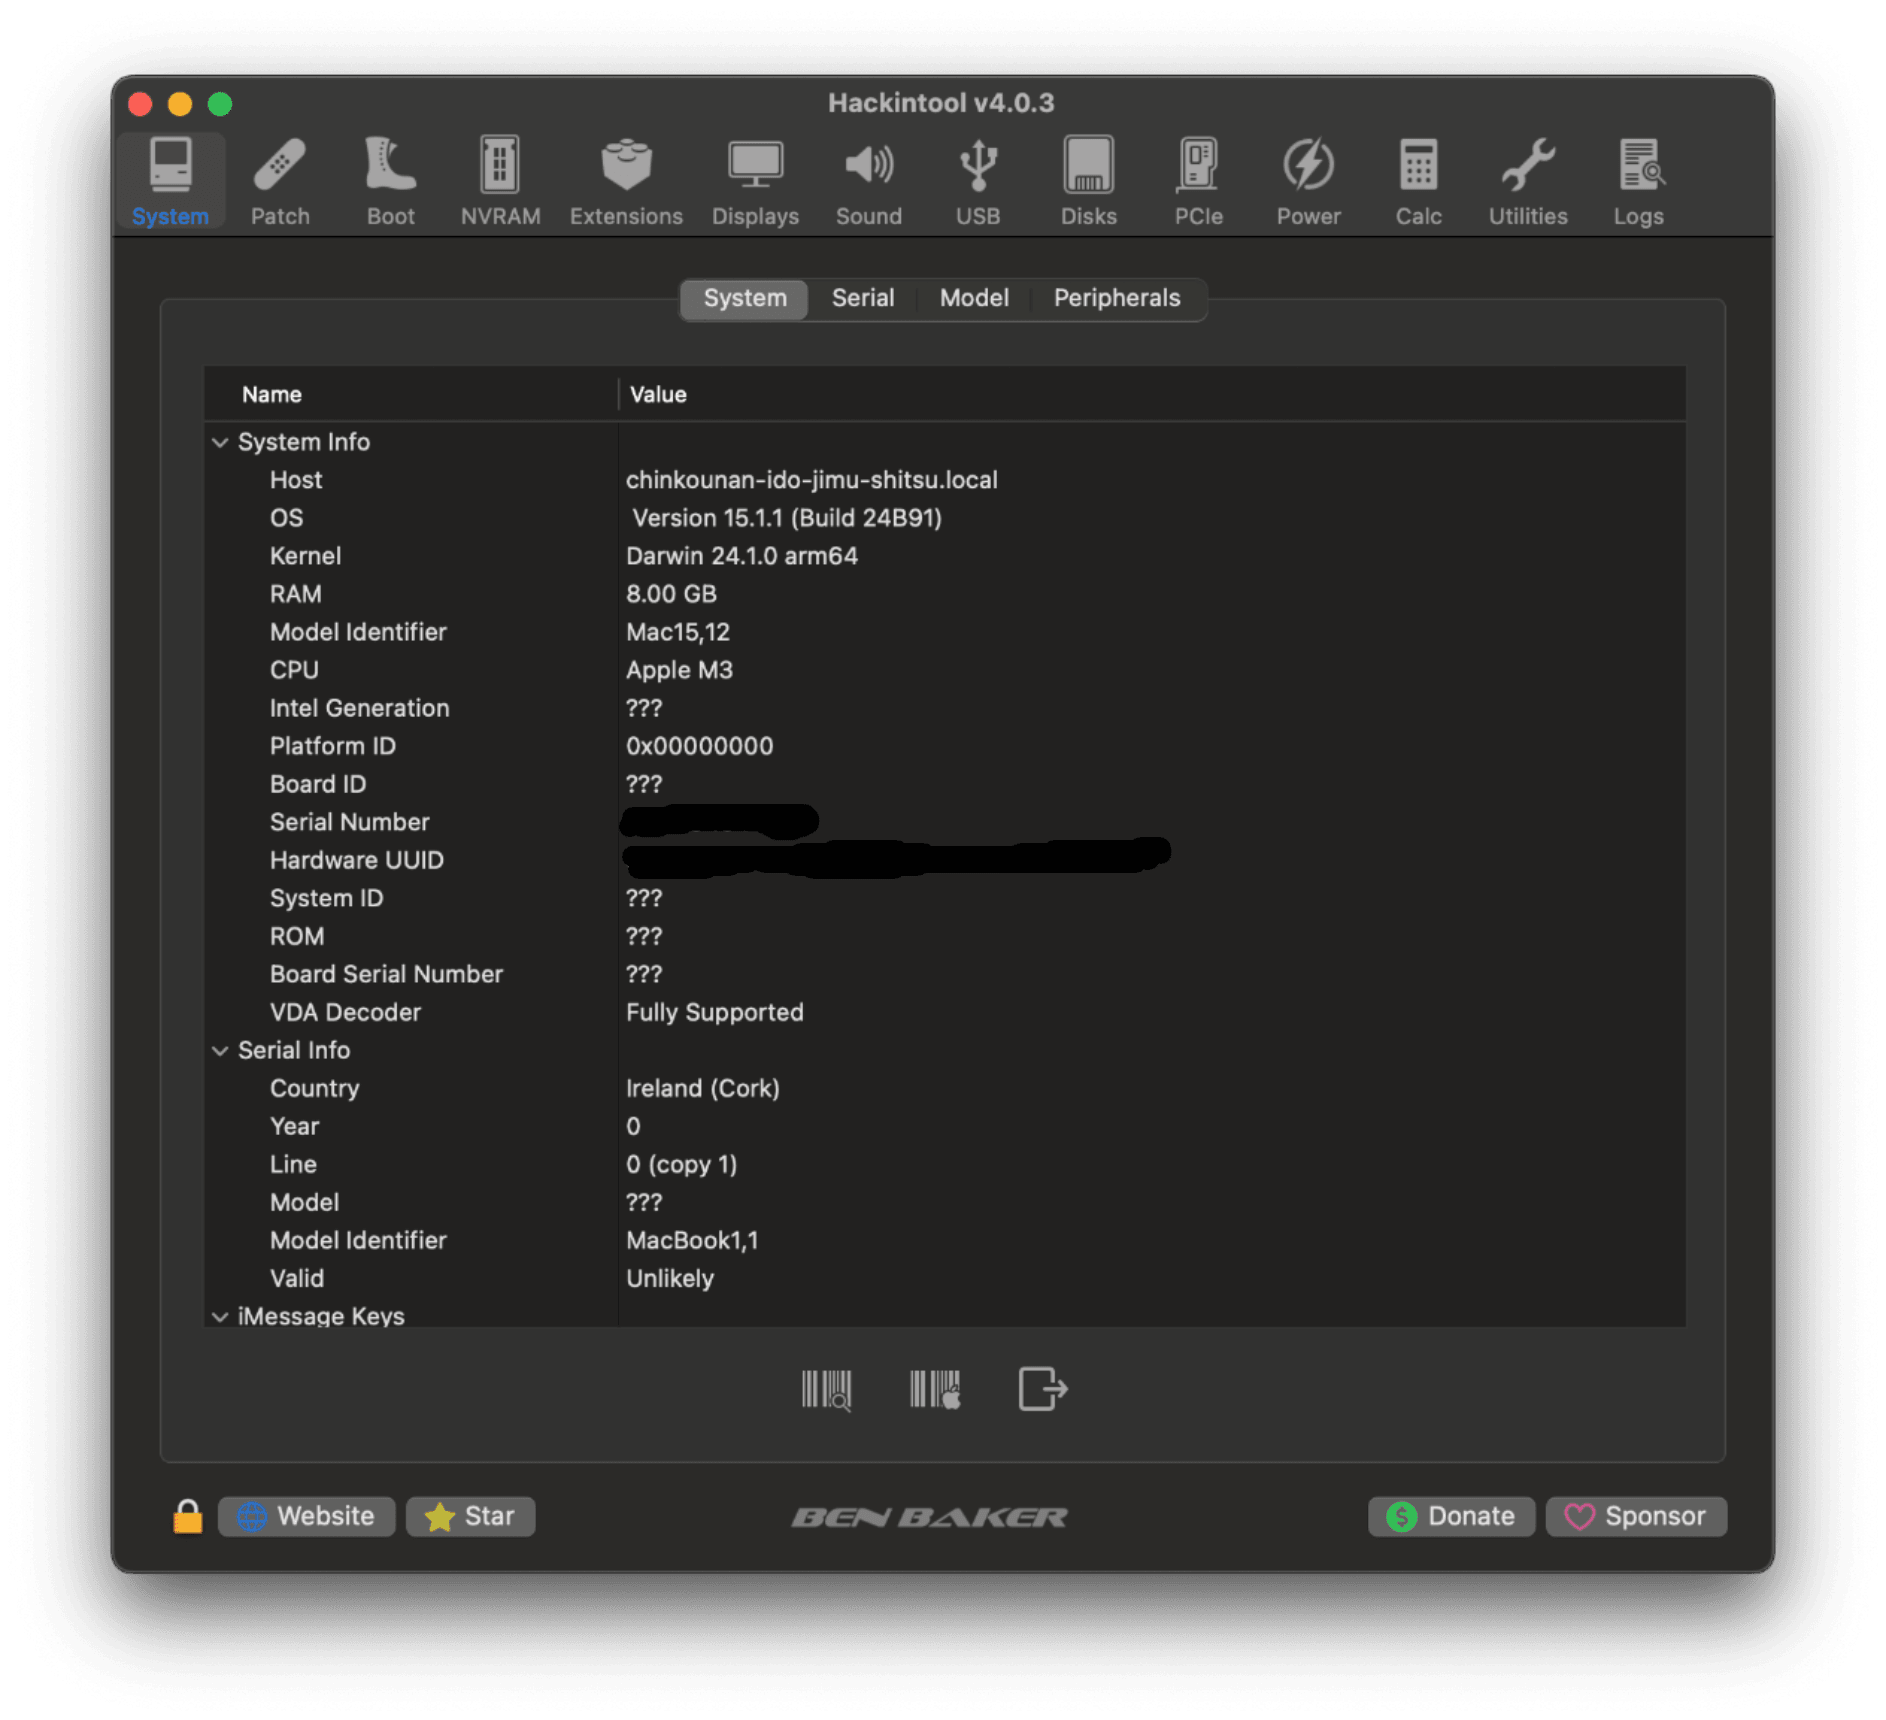 Hackintool v4.0.3
System Patch Boot NVRAM Extensions Displays Sound USB Disks PCIe Power Calc Utilities Logs
System Serial Model Peripherals
Name Value
System Info
Host chinkounan-ido-jimu-shitsu.local
OS Version 15.1.1 (Build 24B91)
Kernel Darwin 24.1.0 arm64
RAM 8.00 GB
Model Identifier Mac15,12
CPU Apple M3
Intel Generation ???
Platform ID 0x00000000
Board ID ???
Serial Number
Hardware UUID
System ID ???
ROM ???
Board Serial Number ???
VDA Decoder Fully Supported
Serial Info
Country Ireland (Cork)
Year 0
Line 0 (copy 1)
Model ???
Model Identifier MacBook1,1
Valid Unlikely
iMessage Keys
Website Star BEN BAKER Donate Sponsor